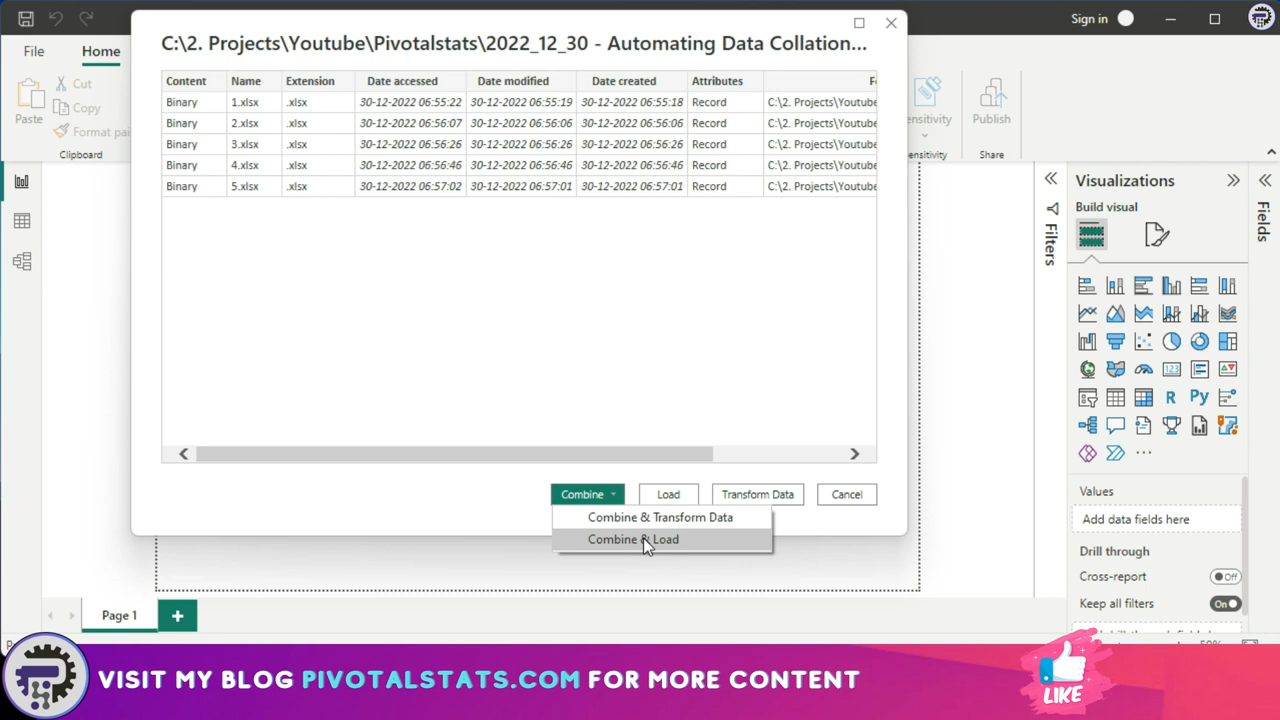 Sign in
C:\2. Projects\Youtube\Pivotalstats\2022_12_30 - Automating Data Collation...
File
Home
Cut
Copy
Format pai
Paste
Clipboard
ensitivity
ensitivity
Publish
Share
Content Name Extension Date accessed Date modified Date created Attributes
Binary 1.xlsx .xlsx 30-12-2022 06:55:22 30-12-2022 06:55:19 30-12-2022 06:55:18 Record C:\2. Projects\Youtube
Binary 2.xlsx .xlsx 30-12-2022 06:56:07 30-12-2022 06:56:06 30-12-2022 06:56:06 Record C:\2. Projects\Youtube
Binary 3.xlsx .xlsx 30-12-2022 06:56:26 30-12-2022 06:56:26 30-12-2022 06:56:26 Record C:\2. Projects\Youtube
Binary 4.xlsx .xlsx 30-12-2022 06:56:46 30-12-2022 06:56:46 30-12-2022 06:56:46 Record C:\2. Projects\Youtube
Binary 5.xlsx .xlsx 30-12-2022 06:57:02 30-12-2022 06:57:01 30-12-2022 06:57:01 Record C:\2. Projects\Youtube
Combine Load Transform Data Cancel
Combine & Transform Data
Combine & Load
Filters
Visualizations
Build visual
Fields
123
R
Py
...
Values
Add data fields here
Drill through
Cross-report Off
Keep all filters On
Page 1
VISIT MY BLOG PIVOTALSTATS.COM FOR MORE CONTENT
LIKE